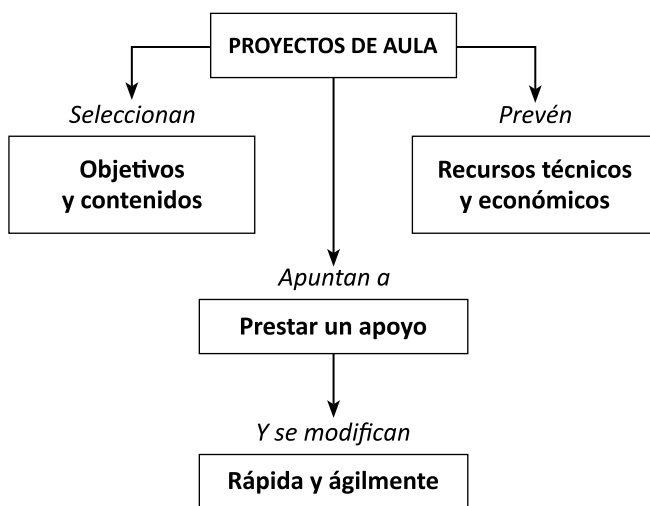 PROYECTOS DE AULA
Seleccionan
Objetivos
y contenidos
Prevén
Recursos técnicos
y económicos
Apuntan a
Prestar un apoyo
Y se modifican
Rápida y ágilmente